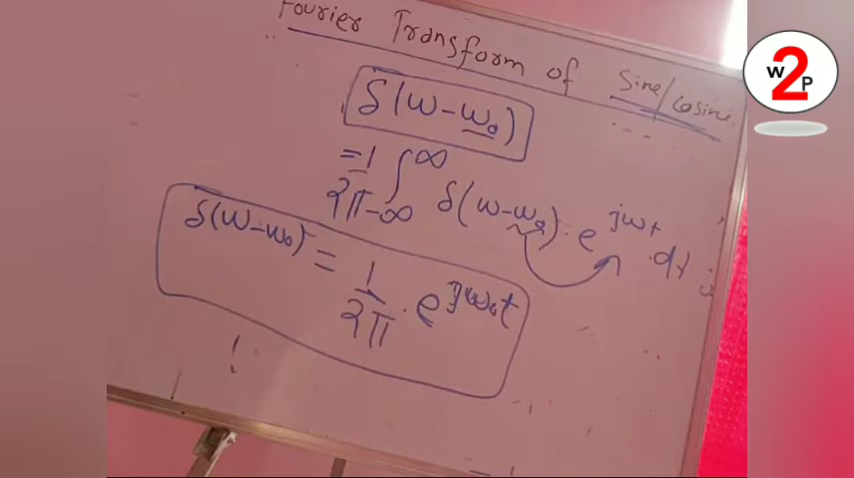 Fourier Transform of Sine/Cosine
δ(ω-ω₀)
= 1/2π ∫-∞^∞ δ(ω-ω₀).e^jωt .dt
δ(ω-ω₀) = 1/2π . e^jω₀t
W2P